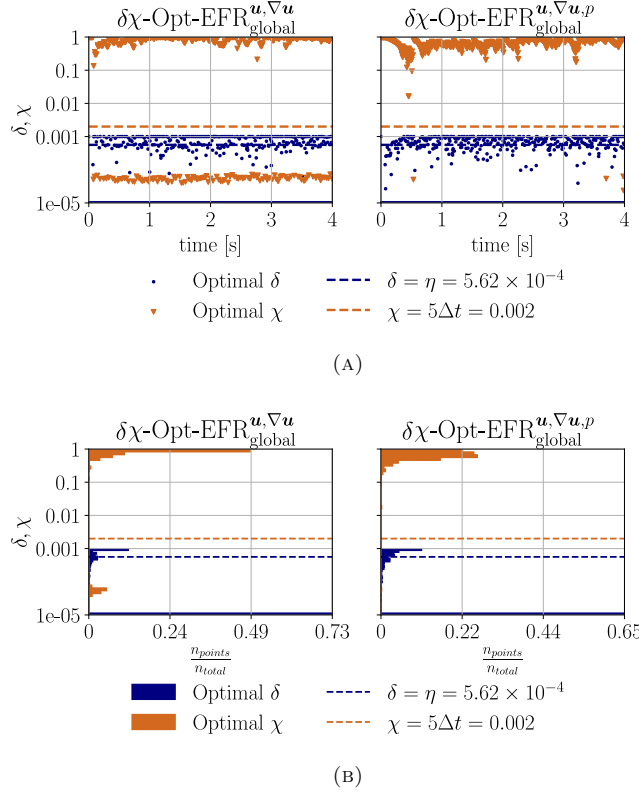 δχ-Opt-EFR^{u,∇u}_{global} δχ-Opt-EFR^{u,∇u,p}_{global}
1
0.1
0.01
0.001
1e-05
δ, χ
0 1 2 3 4 0 1 2 3 4
time [s] time [s]
Optimal δ δ = η = 5.62 × 10^{-4}
Optimal χ χ = 5Δt = 0.002
(A)
δχ-Opt-EFR^{u,∇u}_{global} δχ-Opt-EFR^{u,∇u,p}_{global}
1
0.1
0.01
0.001
1e-05
δ, χ
0 0.24 0.49 0.73 0 0.22 0.44 0.65
n_{points}/n_{total} n_{points}/n_{total}
Optimal δ δ = η = 5.62 × 10^{-4}
Optimal χ χ = 5Δt = 0.002
(B)